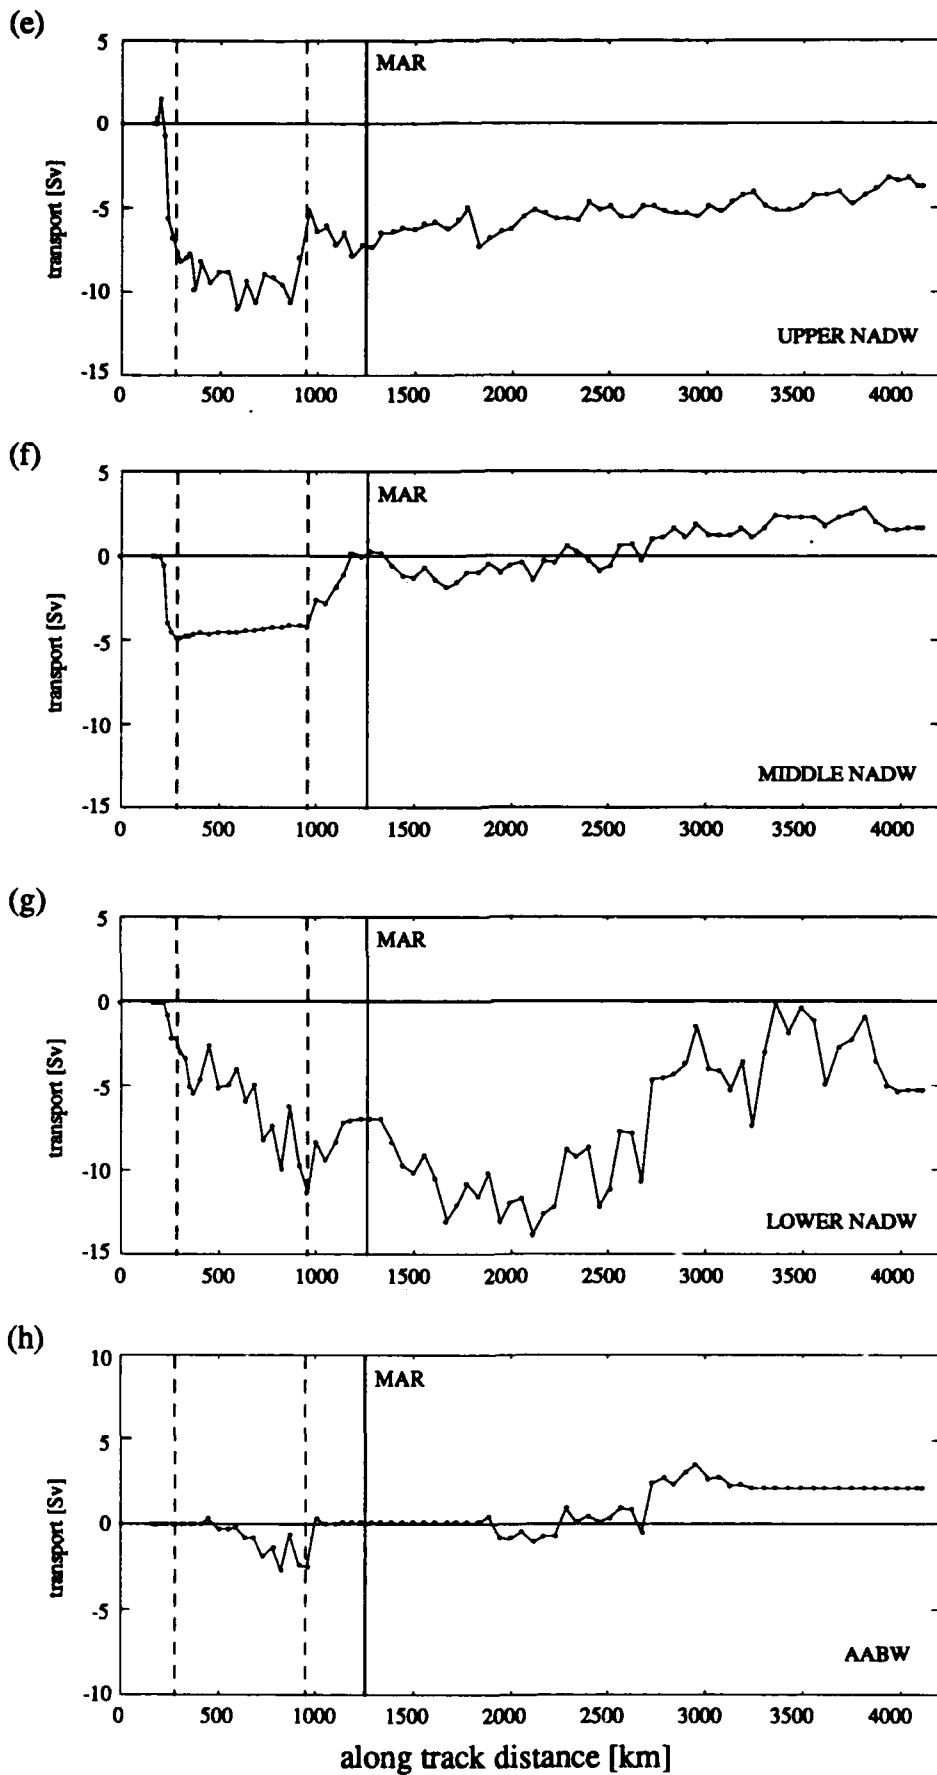 (e)
5
0
-5
-10
-15
transport [Sv]
MAR
UPPER NADW
0 500 1000 1500 2000 2500 3000 3500 4000
(f)
5
0
-5
-10
-15
transport [Sv]
MAR
MIDDLE NADW
0 500 1000 1500 2000 2500 3000 3500 4000
(g)
5
0
-5
-10
-15
transport [Sv]
MAR
LOWER NADW
0 500 1000 1500 2000 2500 3000 3500 4000
(h)
10
5
0
-5
-10
transport [Sv]
MAR
AABW
0 500 1000 1500 2000 2500 3000 3500 4000
along track distance [km]